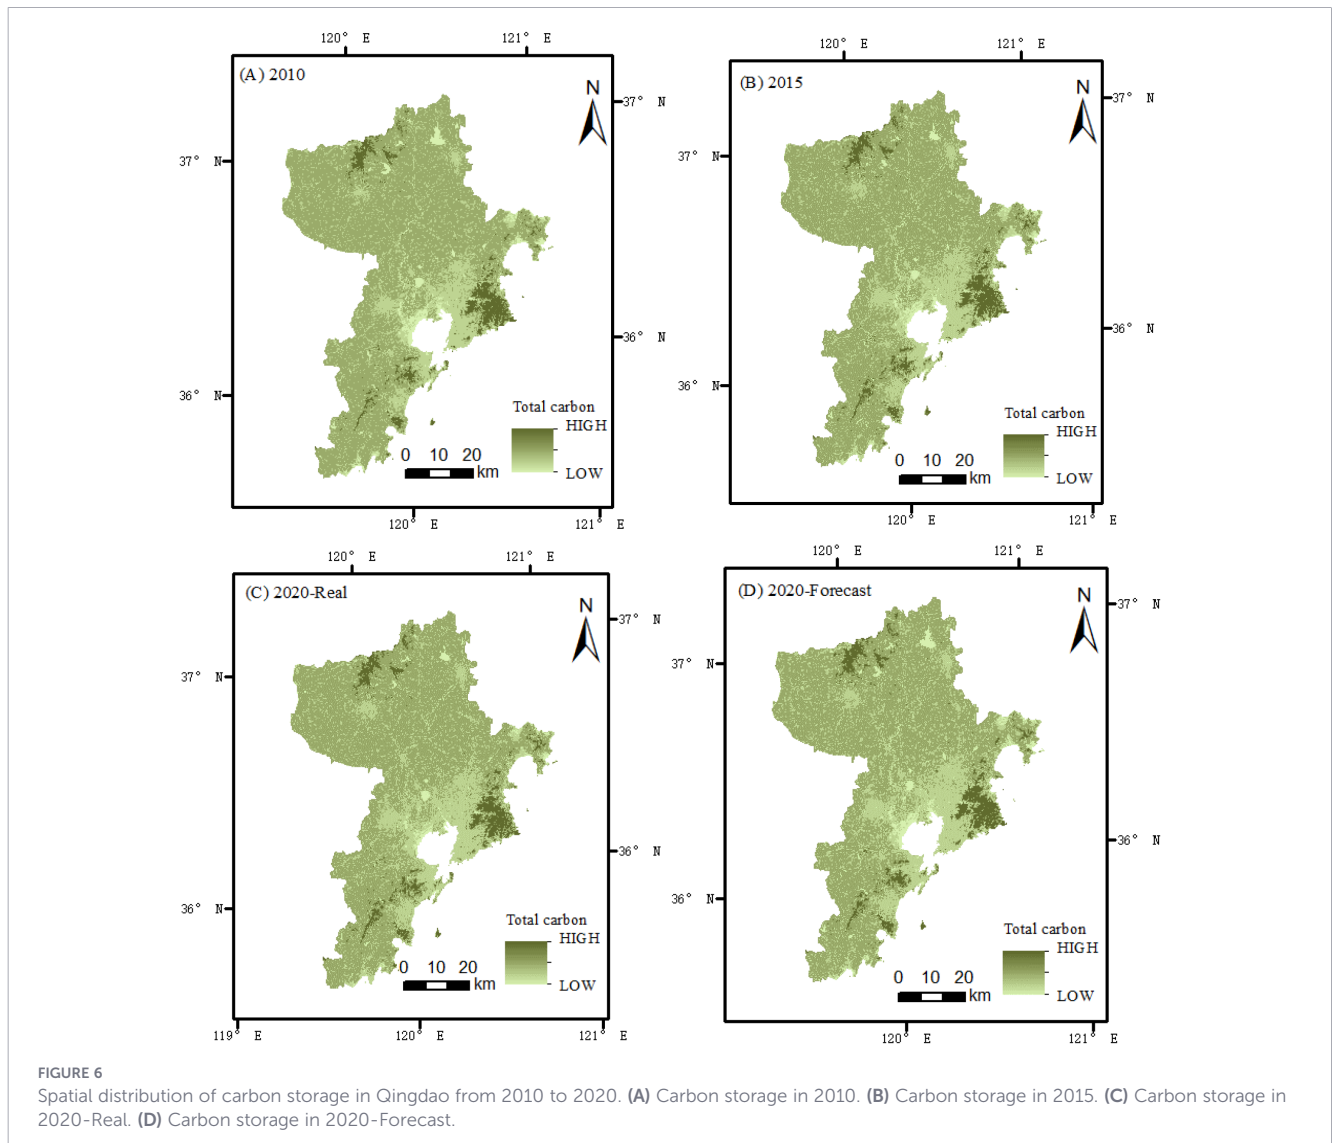 120° E 121° E
(A) 2010
N
37° N
37° N
36° N
36° N
Total carbon
HIGH
LOW
0 10 20
km
120° E 121° E
120° E 121° E
(B) 2015
N
37° N
37° N
36° N
36° N
Total carbon
HIGH
LOW
0 10 20
km
120° E 121° E
120° E 121° E
(C) 2020-Real
N
37° N
37° N
36° N
36° N
Total carbon
HIGH
LOW
0 10 20
km
119° E 120° E 121° E
120° E 121° E
(D) 2020-Forecast
N
37° N
37° N
36° N
36° N
Total carbon
HIGH
LOW
0 10 20
km
120° E 121° E
FIGURE 6
Spatial distribution of carbon storage in Qingdao from 2010 to 2020. (A) Carbon storage in 2010. (B) Carbon storage in 2015. (C) Carbon storage in
2020-Real. (D) Carbon storage in 2020-Forecast.